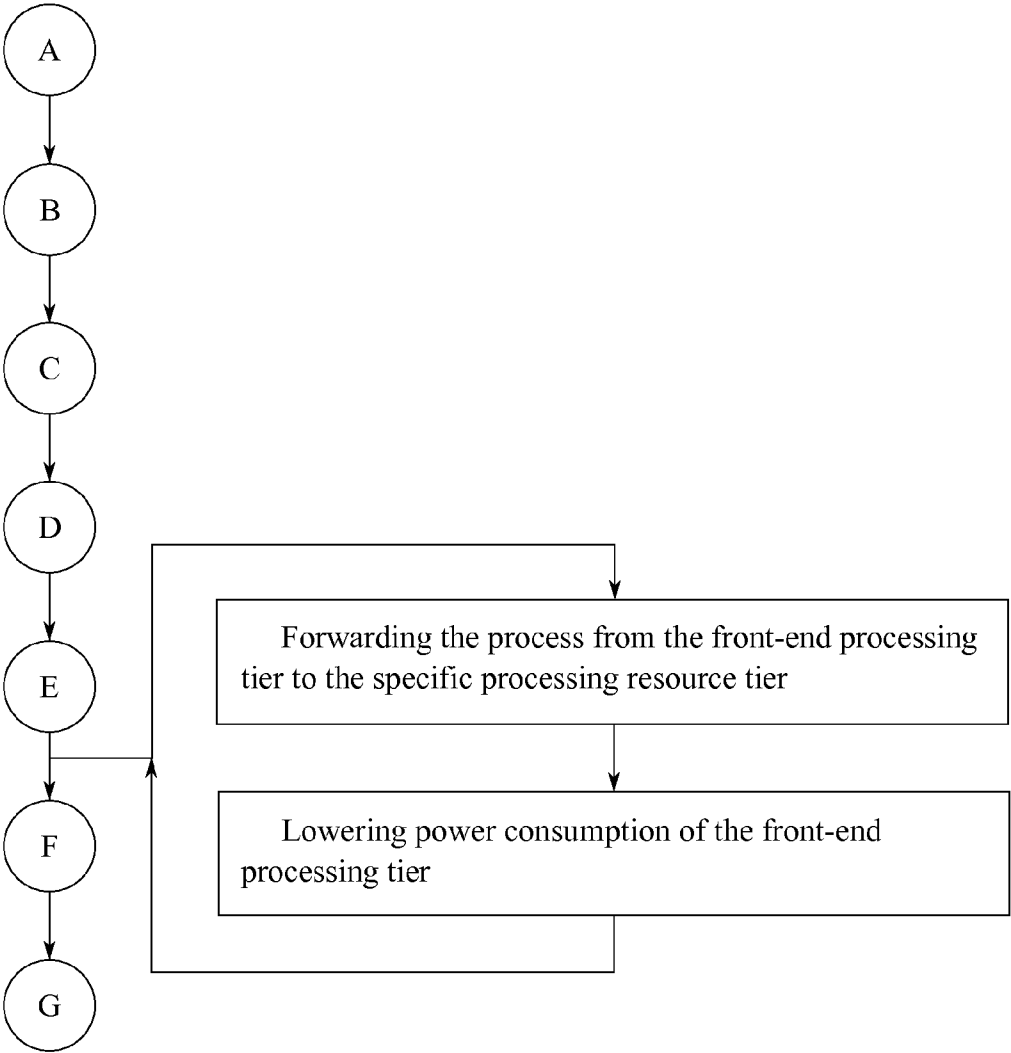 A
B
C
D
E
Forwarding the process from the front-end processing
tier to the specific processing resource tier
Lowering power consumption of the front-end
processing tier
F
G